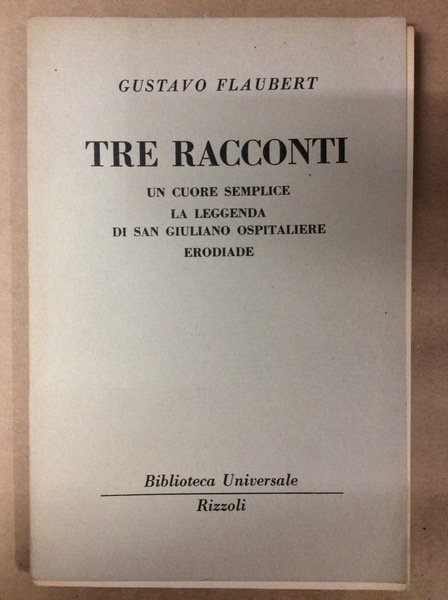 GUSTAVO FLAUBERT
TRE RACCONTI
UN CUORE SEMPLICE
LA LEGGENDA
DI SAN GIULIANO OSPITALIERE
ERODIADE
Biblioteca Universale
Rizzoli